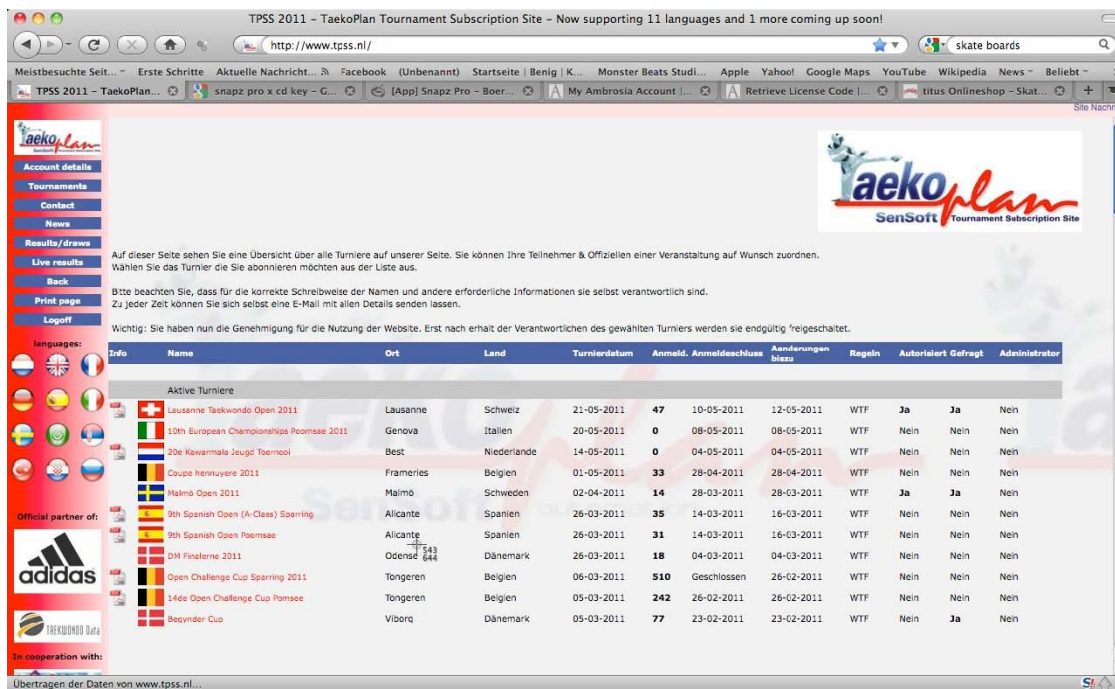 TPSS 2011 – TaekoPlan Tournament Subscription Site – Now supporting 11 languages and 1 more coming up soon!
http://www.tpss.nl/
skate boards
Meistbesuchte Seit... Erste Schritte Aktuelle Nachricht... Facebook (Unbenannt) Startseite | Benig | K... Monster Beats Studi... Apple Yahoo! Google Maps YouTube Wikipedia News Beliebt
TPSS 2011 – TaekoPlan... snapz pro x cd key – G... [App] Snapz Pro – Boer... My Ambrosia Account |... Retrieve License Code |... titus Onlineshop – Skat...
Site Nachr
aekoplan
Account details
Tournaments
Contact
News
Results/draws
Live results
Back
Print page
Logoff
languages:
Official partner of:
adidas
TREKWONDO Data
In cooperation with:
aekoplan
SenSoft Tournament Subscription Site
Auf dieser Seite sehen Sie eine Übersicht über alle Turniere auf unserer Seite. Sie können Ihre Teilnehmer & Offiziellen einer Veranstaltung auf Wunsch zuordnen.
Wählen Sie das Turnier die Sie abonnieren möchten aus der Liste aus.
Bitte beachten Sie, dass für die korrekte Schreibweise der Namen und andere erforderliche Informationen sie selbst verantwortlich sind.
Zu jeder Zeit können Sie sich selbst eine E-Mail mit allen Details senden lassen.
Wichtig: Sie haben nun die Genehmigung für die Nutzung der Website. Erst nach erhalt der Verantwortlichen des gewählten Turniers werden sie endgültig freigeschaltet.
Info Name Ort Land Turnierdatum Anmeld. Anmeldeschluss Aenderungen biszu Regeln Autorisiert Gefragt Administrator
Aktive Turniere
Lausanne Taekwondo Open 2011 Lausanne Schweiz 21-05-2011 47 10-05-2011 12-05-2011 WTF Ja Ja Nein
10th European Championships Poomsae 2011 Genova Italien 20-05-2011 0 08-05-2011 08-05-2011 WTF Nein Nein Nein
20e Kawarmala Jeugd Toernooi Best Niederlande 14-05-2011 0 04-05-2011 04-05-2011 WTF Nein Nein Nein
Coupe hennuyere 2011 Frameries Belgien 01-05-2011 33 28-04-2011 28-04-2011 WTF Nein Nein Nein
Malmö Open 2011 Malmö Schweden 02-04-2011 14 28-03-2011 28-03-2011 WTF Ja Ja Nein
9th Spanish Open (A-Class) Sparring Alicante Spanien 26-03-2011 35 14-03-2011 16-03-2011 WTF Nein Nein Nein
9th Spanish Open Poomsae Alicante Spanien 26-03-2011 31 14-03-2011 16-03-2011 WTF Nein Nein Nein
DM Finalerne 2011 Odense Dänemark 26-03-2011 18 04-03-2011 04-03-2011 WTF Nein Nein Nein
543
644
Open Challenge Cup Sparring 2011 Tongeren Belgien 06-03-2011 510 Geschlossen 26-02-2011 WTF Nein Nein Nein
14de Open Challenge Cup Pomsee Tongeren Belgien 05-03-2011 242 26-02-2011 26-02-2011 WTF Nein Nein Nein
Begynder Cup Viborg Dänemark 05-03-2011 77 23-02-2011 23-02-2011 WTF Nein Ja Nein
Übertragen der Daten von www.tpss.nl...